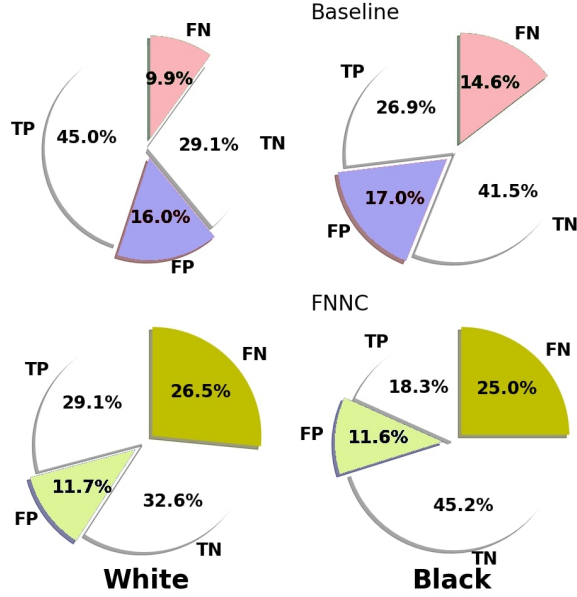 Baseline
FN
9.9%
TP
45.0%
29.1%
TN
16.0%
FP
FN
14.6%
TP
26.9%
17.0%
41.5%
FP
TN
FNNC
FN
26.5%
TP
29.1%
11.7%
32.6%
FP
TN
White
TP
FN
18.3%
25.0%
FP
11.6%
45.2%
TN
Black